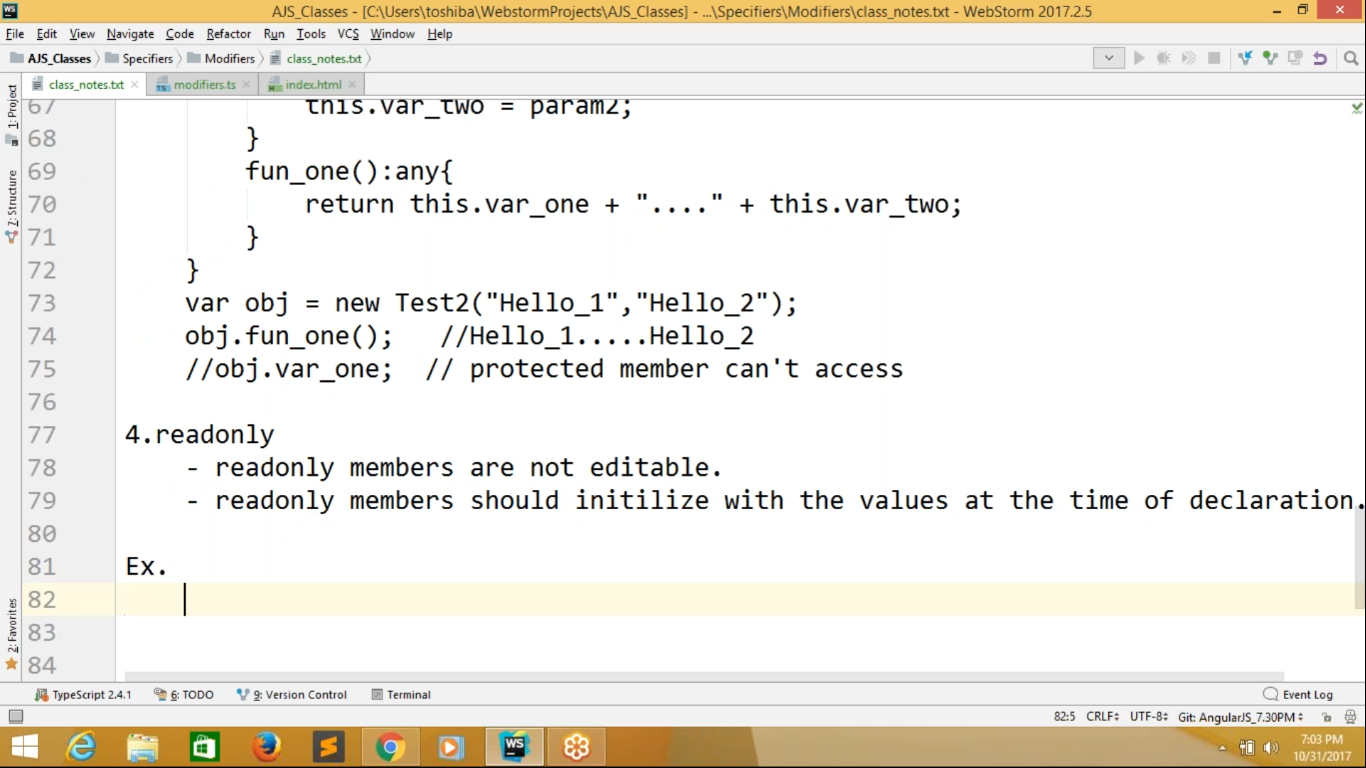 AJS_Classes - [C:\Users\toshiba\WebstormProjects\AJS_Classes] - ...\Specifiers\Modifiers\class_notes.txt - WebStorm 2017.2.5
File Edit View Navigate Code Refactor Run Tools VCS Window Help
AJS_Classes Specifiers Modifiers class_notes.txt
class_notes.txt modifiers.ts index.html
1: Project
7: Structure
2: Favorites
67 this.var_two = param2;
68 }
69 fun_one():any{
70 return this.var_one + "...." + this.var_two;
71 }
72 }
73 var obj = new Test2("Hello_1","Hello_2");
74 obj.fun_one(); //Hello_1.....Hello_2
75 //obj.var_one; // protected member can't access
76
77 4.readonly
78 - readonly members are not editable.
79 - readonly members should initilize with the values at the time of declaration.
80
81 Ex.
82
83
84
TypeScript 2.4.1 6: TODO 9: Version Control Terminal Event Log
82:5 CRLF UTF-8 Git: AngularJS_7.30PM
7:03 PM
10/31/2017